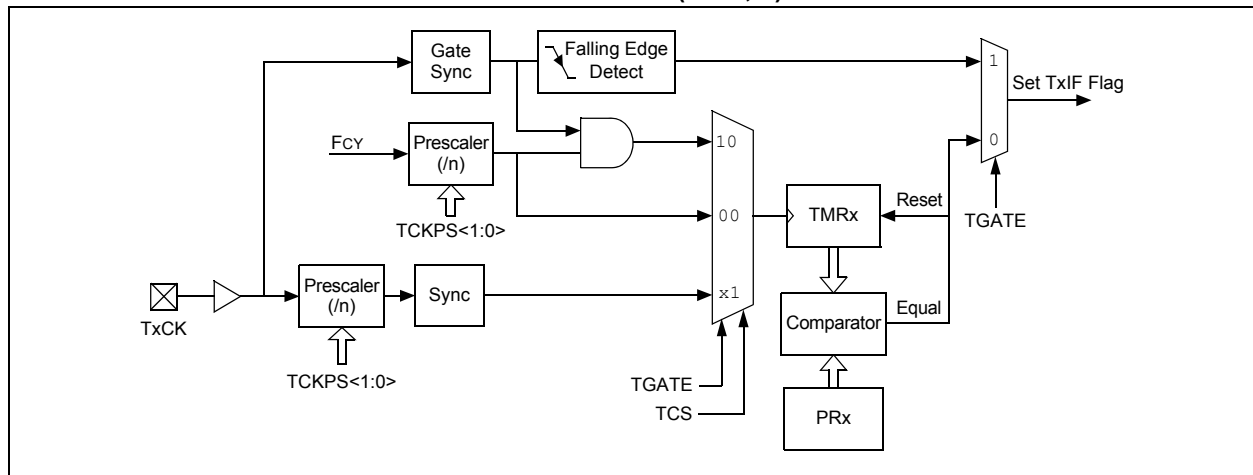 Gate
Sync
Falling Edge
Detect
1
Set TxIF Flag
0
TGATE
FCY
Prescaler
(/n)
TCKPS<1:0>
10
00
x1
TMRx
Reset
Comparator
Equal
PRx
TxCK
Prescaler
(/n)
Sync
TCKPS<1:0>
TGATE
TCS